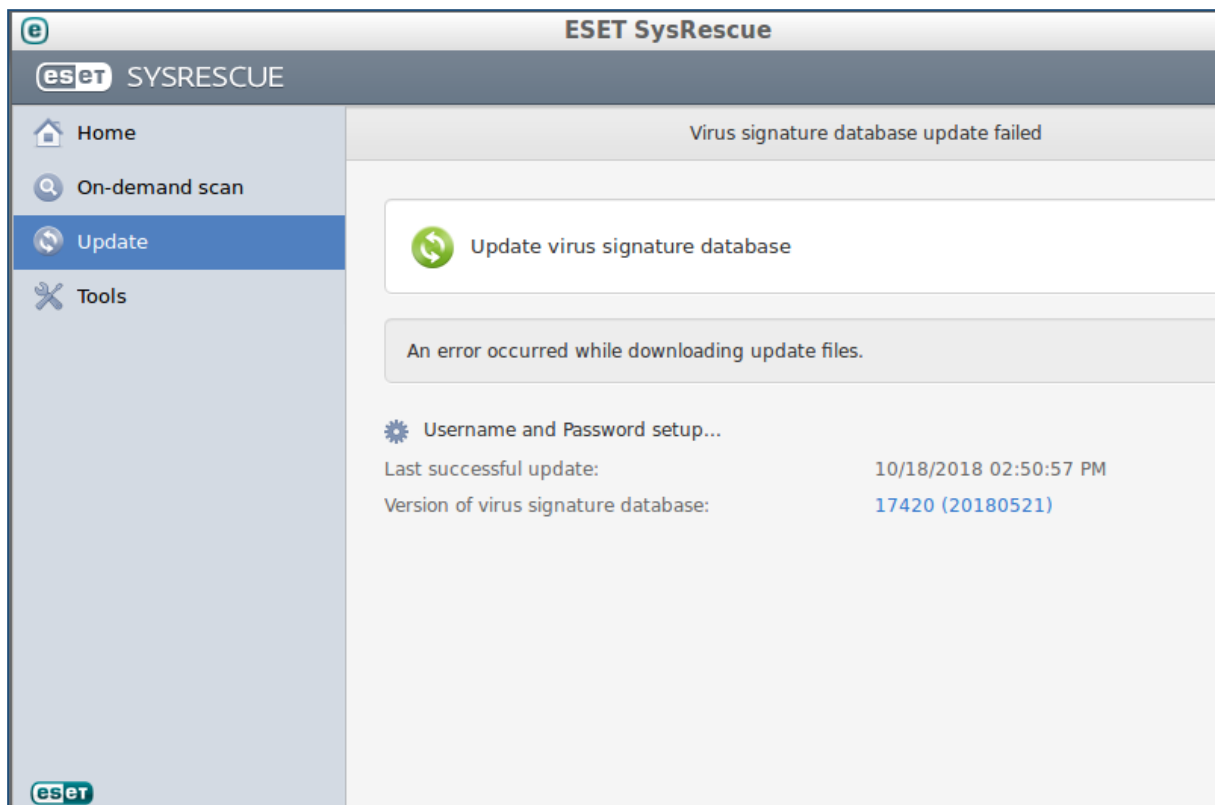 e ESET SysRescue
eset SYSRESCUE
Home
On-demand scan
Update
Tools
Virus signature database update failed
Update virus signature database
An error occurred while downloading update files.
Username and Password setup...
Last successful update: 10/18/2018 02:50:57 PM
Version of virus signature database: 17420 (20180521)
eset